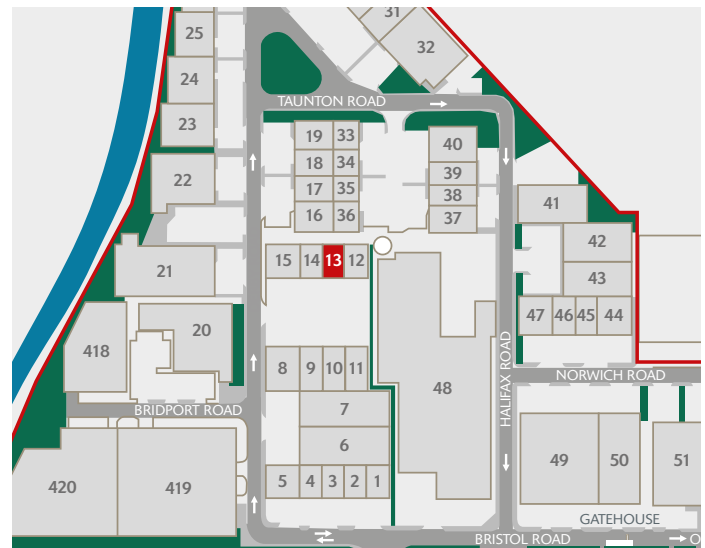 31
25
32
24
TAUNTON ROAD
23
19 33
40
18 34
22
39
17 35
38
41
16 36
37
42
15 14 13 12
21
43
47 46 45 44
20
418
HALIFAX ROAD
8 9 10 11
NORWICH ROAD
48
7
BRIDPORT ROAD
6
49 50 51
5 4 3 2 1
420 419
GATEHOUSE
BRISTOL ROAD
O